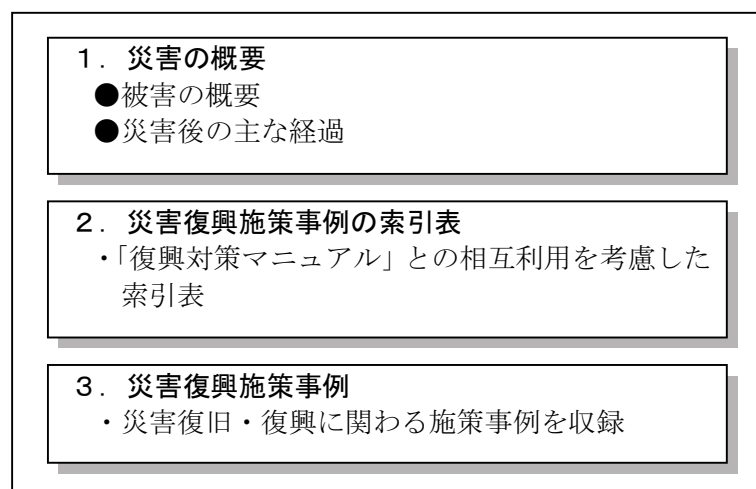 １．災害の概要
●被害の概要
●災害後の主な経過
２．災害復興施策事例の索引表
・「復興対策マニュアル」との相互利用を考慮した
索引表
３．災害復興施策事例
・災害復旧・復興に関わる施策事例を収録